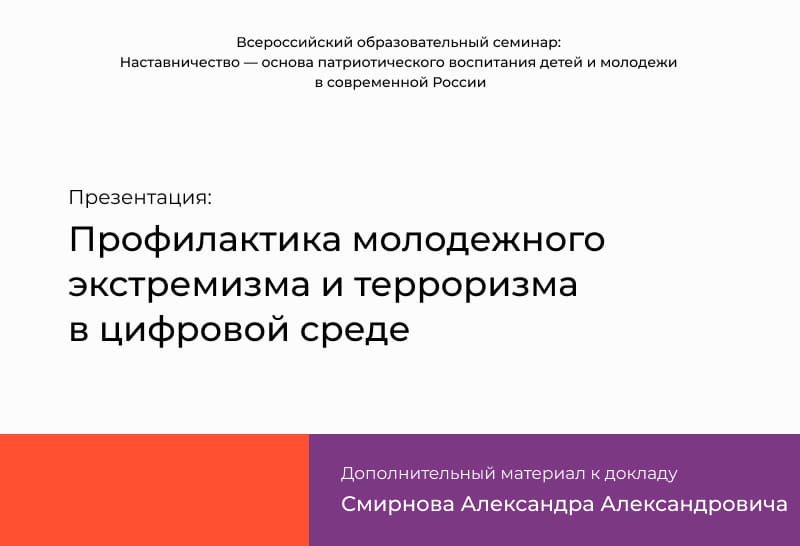 Всероссийский образовательный семинар:
Наставничество — основа патриотического воспитания детей и молодежи
в современной России
Презентация:
Профилактика молодежного
экстремизма и терроризма
в цифровой среде
Дополнительный материал к докладу
Смирнова Александра Александровича